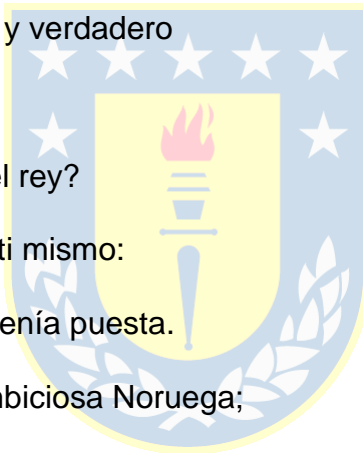 y verdadero
el rey?
ti mismo:
enía puesta.
nbiciosa Noruega;